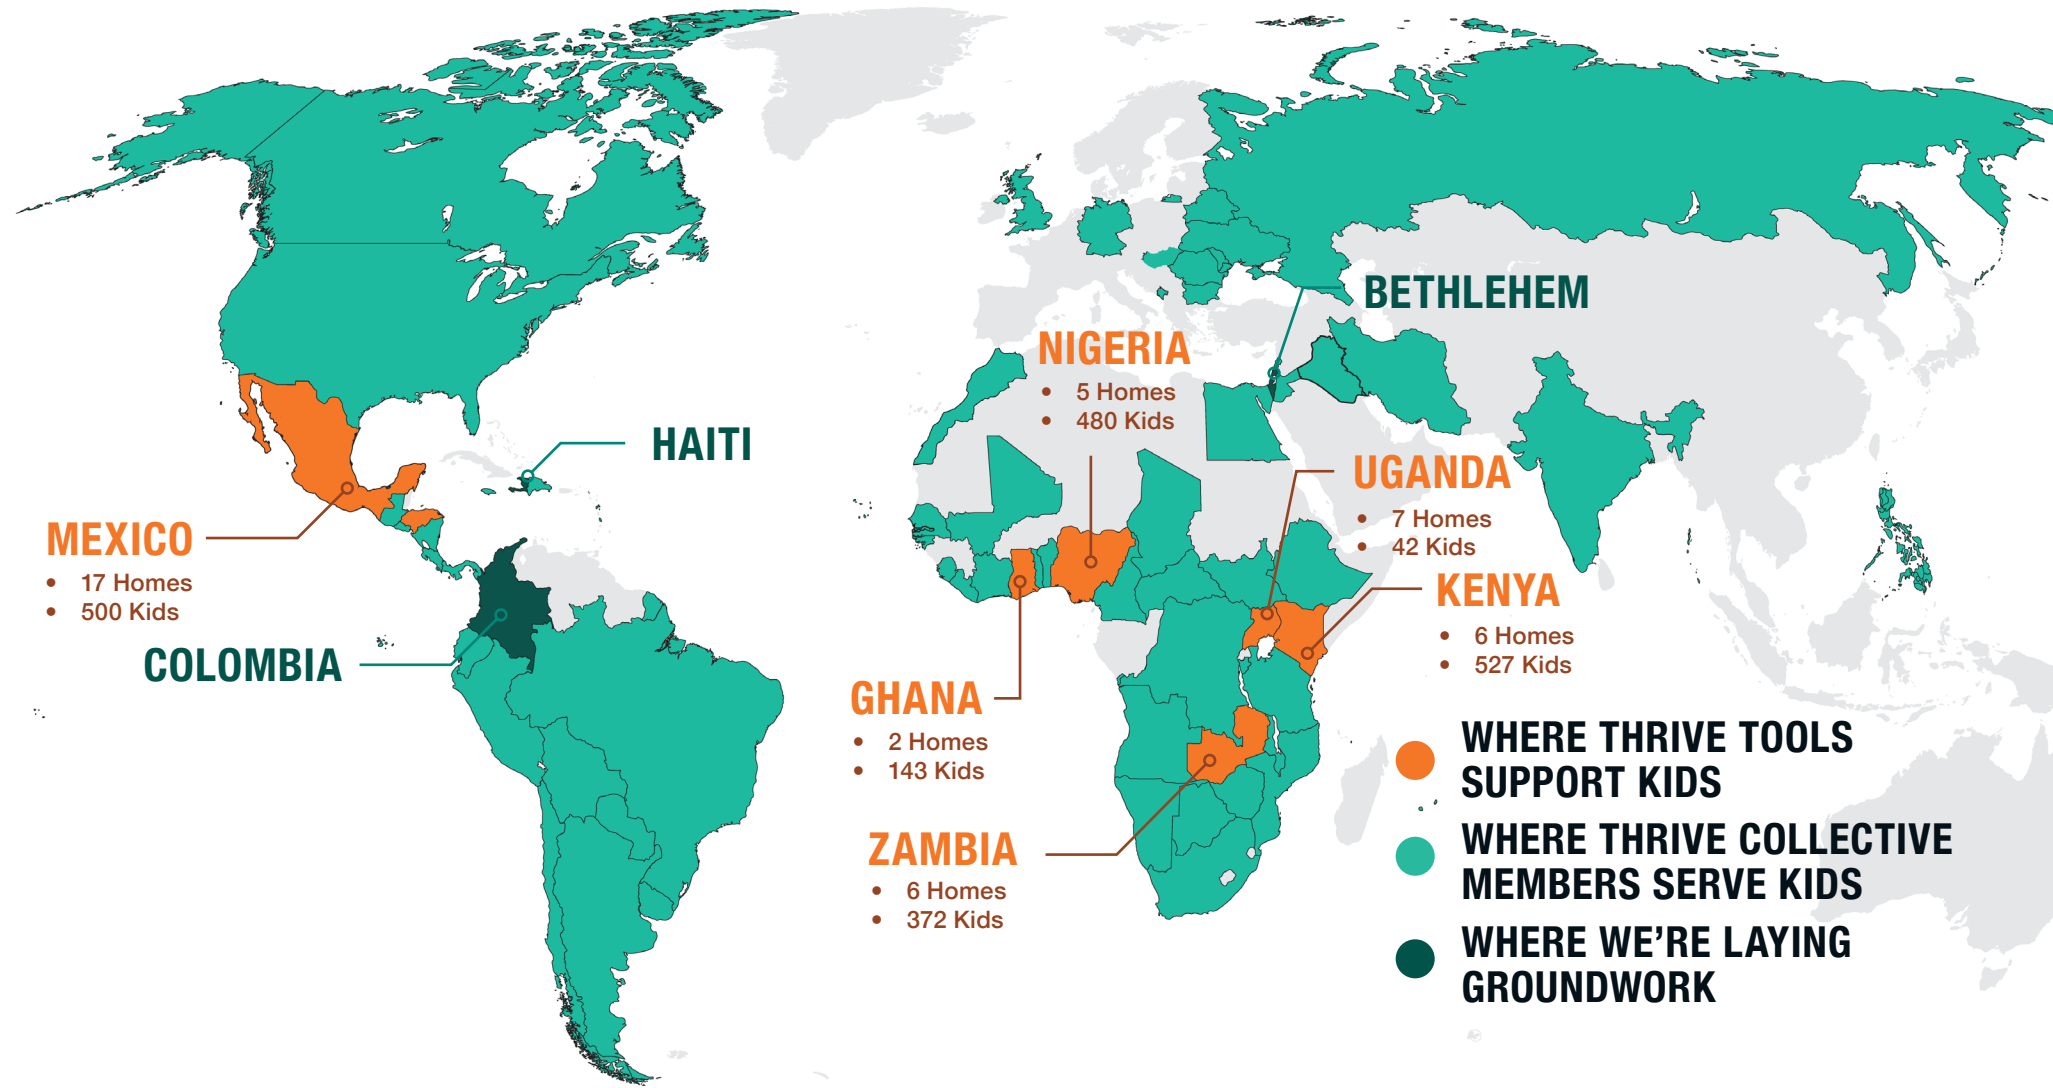 BETHLEHEM
NIGERIA
• 5 Homes
• 480 Kids
HAITI
UGANDA
• 7 Homes
• 42 Kids
MEXICO
• 17 Homes
• 500 Kids
KENYA
• 6 Homes
• 527 Kids
COLOMBIA
GHANA
• 2 Homes
• 143 Kids
ZAMBIA
• 6 Homes
• 372 Kids
WHERE THRIVE TOOLS
SUPPORT KIDS
WHERE THRIVE COLLECTIVE
MEMBERS SERVE KIDS
WHERE WE’RE LAYING
GROUNDWORK